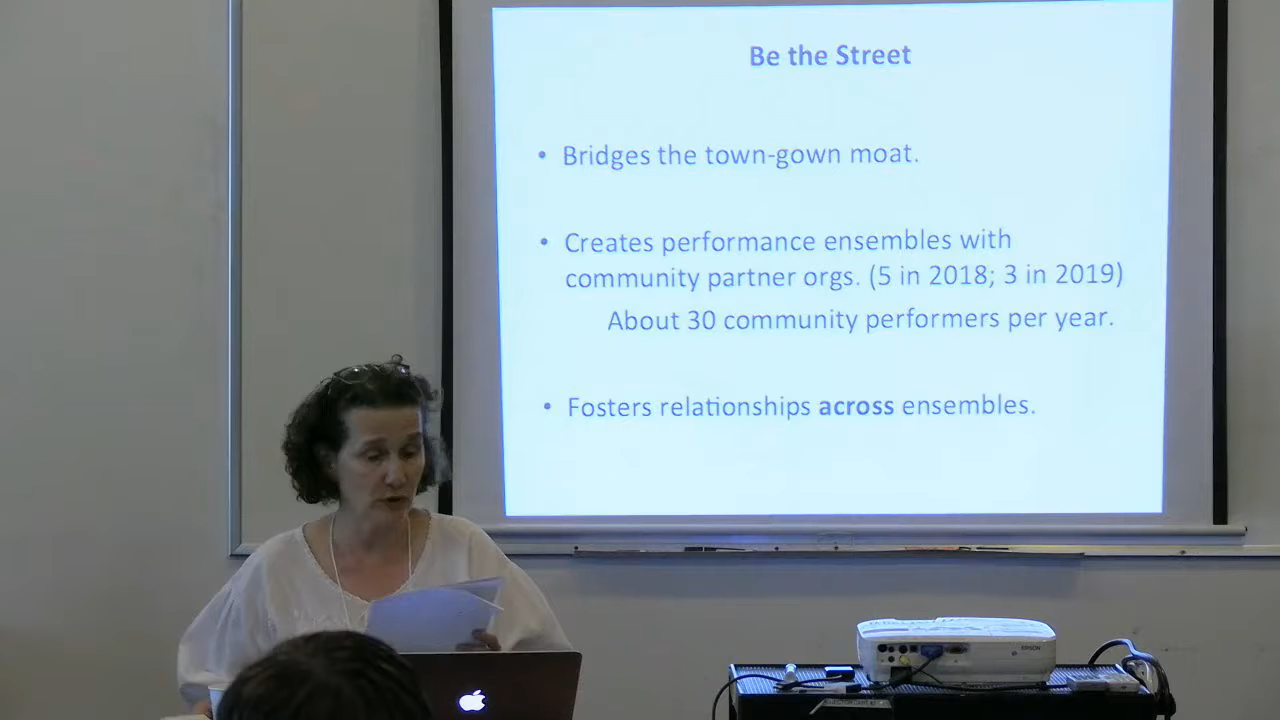 Be the Street
• Bridges the town-gown moat.
• Creates performance ensembles with
community partner orgs. (5 in 2018; 3 in 2019)
About 30 community performers per year.
• Fosters relationships across ensembles.
EPSON